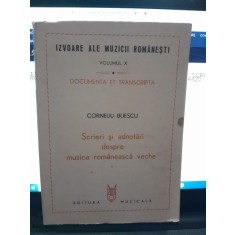 IZVOARE ALE MUZICII ROMÂNEȘTI
VOLUMUL X
DOCUMENTA ET TRANSCRIPTA
CORNELIU BUESCU
Scrieri și adnotări
despre
muzica românească veche
EDITURA MUZICALĂ